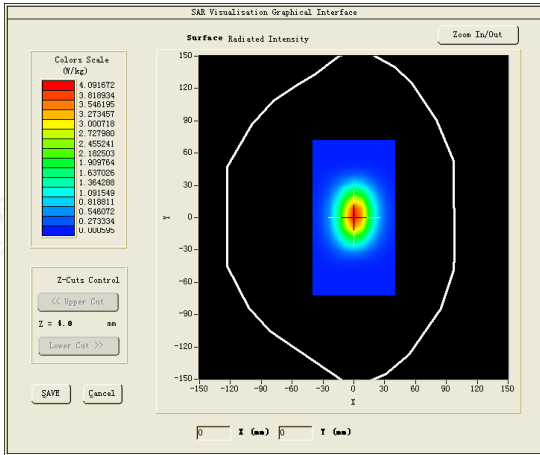 SAR Visualisation Graphical Interface
Surface Radiated Intensity
Zoom In/Out
Colors Scale
(W/kg)
4.091672
3.818934
3.546195
3.273457
3.000718
2.727980
2.455241
2.182503
1.909764
1.637026
1.364288
1.091549
0.818811
0.546072
0.273334
0.000595
Z-Cuts Control
<< Upper Cut
Z = 4.0 mm
Lower Cut >>
SAVE Cancel
150
120
90
60
30
0
-30
-60
-90
-120
-150
Y
-150 -120 -90 -60 -30 0 30 60 90 120 150
X
0 X (mm) 0 Y (mm)